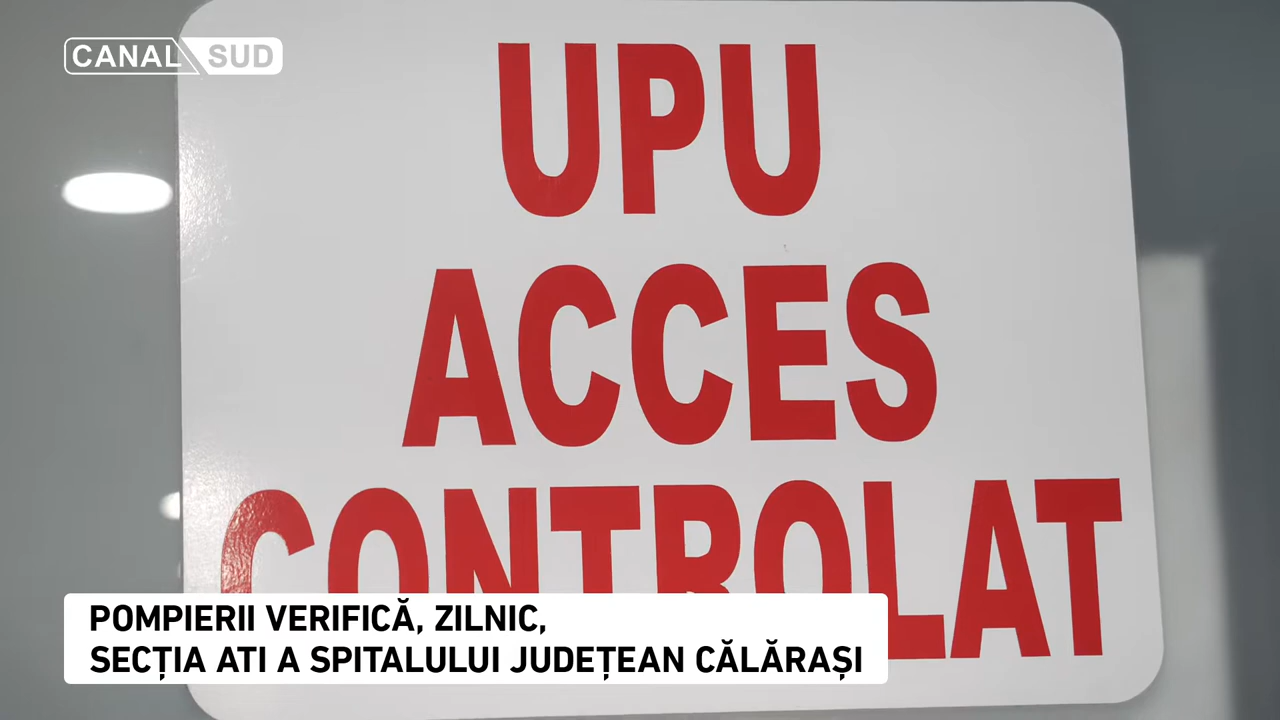 CANAL SUD
UPU
ACCES
CONTROLAT
POMPIERII VERIFICĂ, ZILNIC,
SECȚIA ATI A SPITALULUI JUDEȚEAN CĂLĂRAȘI